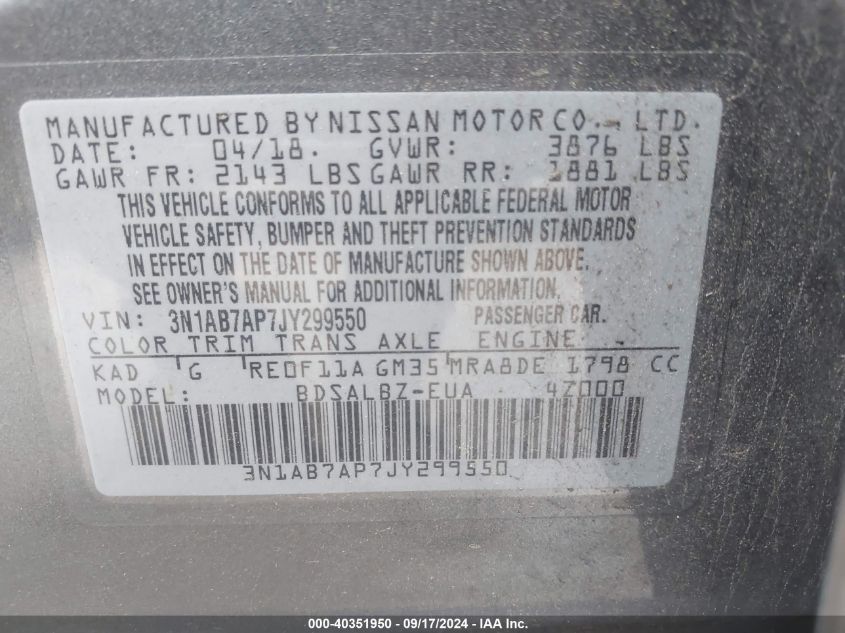 MANUFACTURED BY NISSAN MOTOR CO., LTD.
DATE: 04/18. GVWR: 3876 LBS
GAWR FR: 2143 LBS GAWR RR: 1881 LBS
THIS VEHICLE CONFORMS TO ALL APPLICABLE FEDERAL MOTOR
VEHICLE SAFETY, BUMPER AND THEFT PREVENTION STANDARDS
IN EFFECT ON THE DATE OF MANUFACTURE SHOWN ABOVE.
SEE OWNER'S MANUAL FOR ADDITIONAL INFORMATION.
VIN: 3N1AB7AP7JY299550 PASSENGER CAR.
COLOR TRIM TRANS AXLE ENGINE
KAD G RE0F11A GM35 MRA8DE 1798 CC
MODEL: BDSALBZ-EUA 4Z000
3N1AB7AP7JY299550
000-40351950 - 09/17/2024 - IAA Inc.